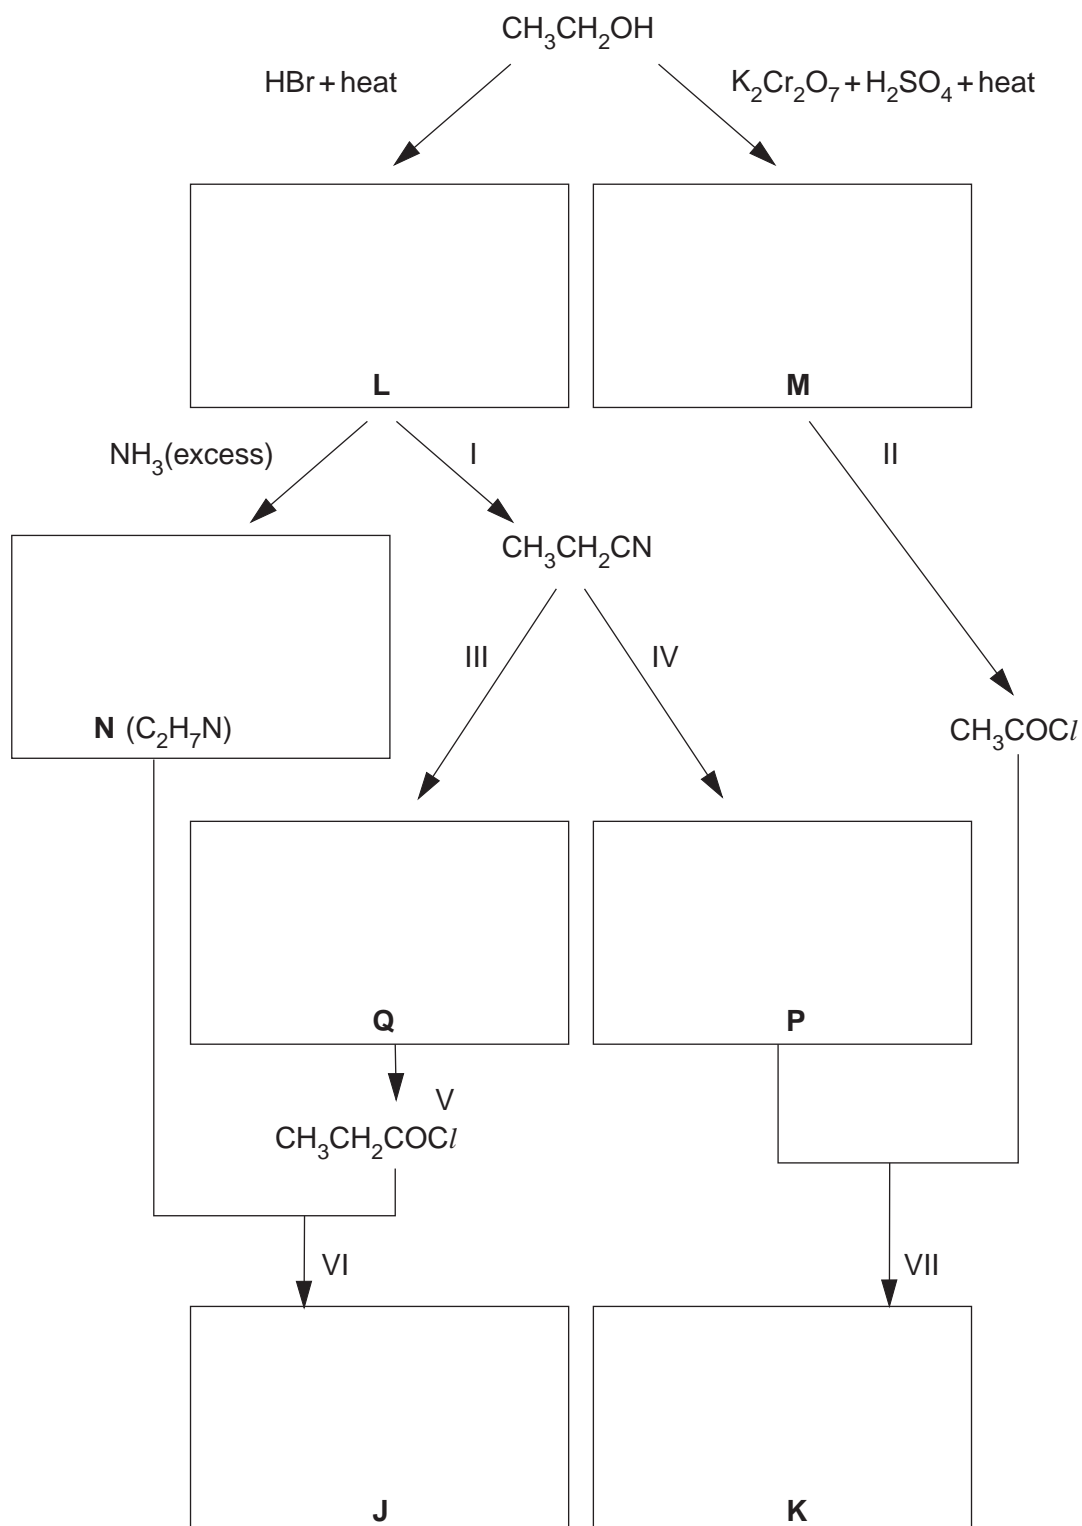 CH₃CH₂OH
HBr + heat
K₂Cr₂O₇ + H₂SO₄ + heat
L
M
NH₃(excess)
I
II
CH₃CH₂CN
III
IV
N (C₂H₇N)
CH₃COCl
Q
P
V
CH₃CH₂COCl
VI
VII
J
K